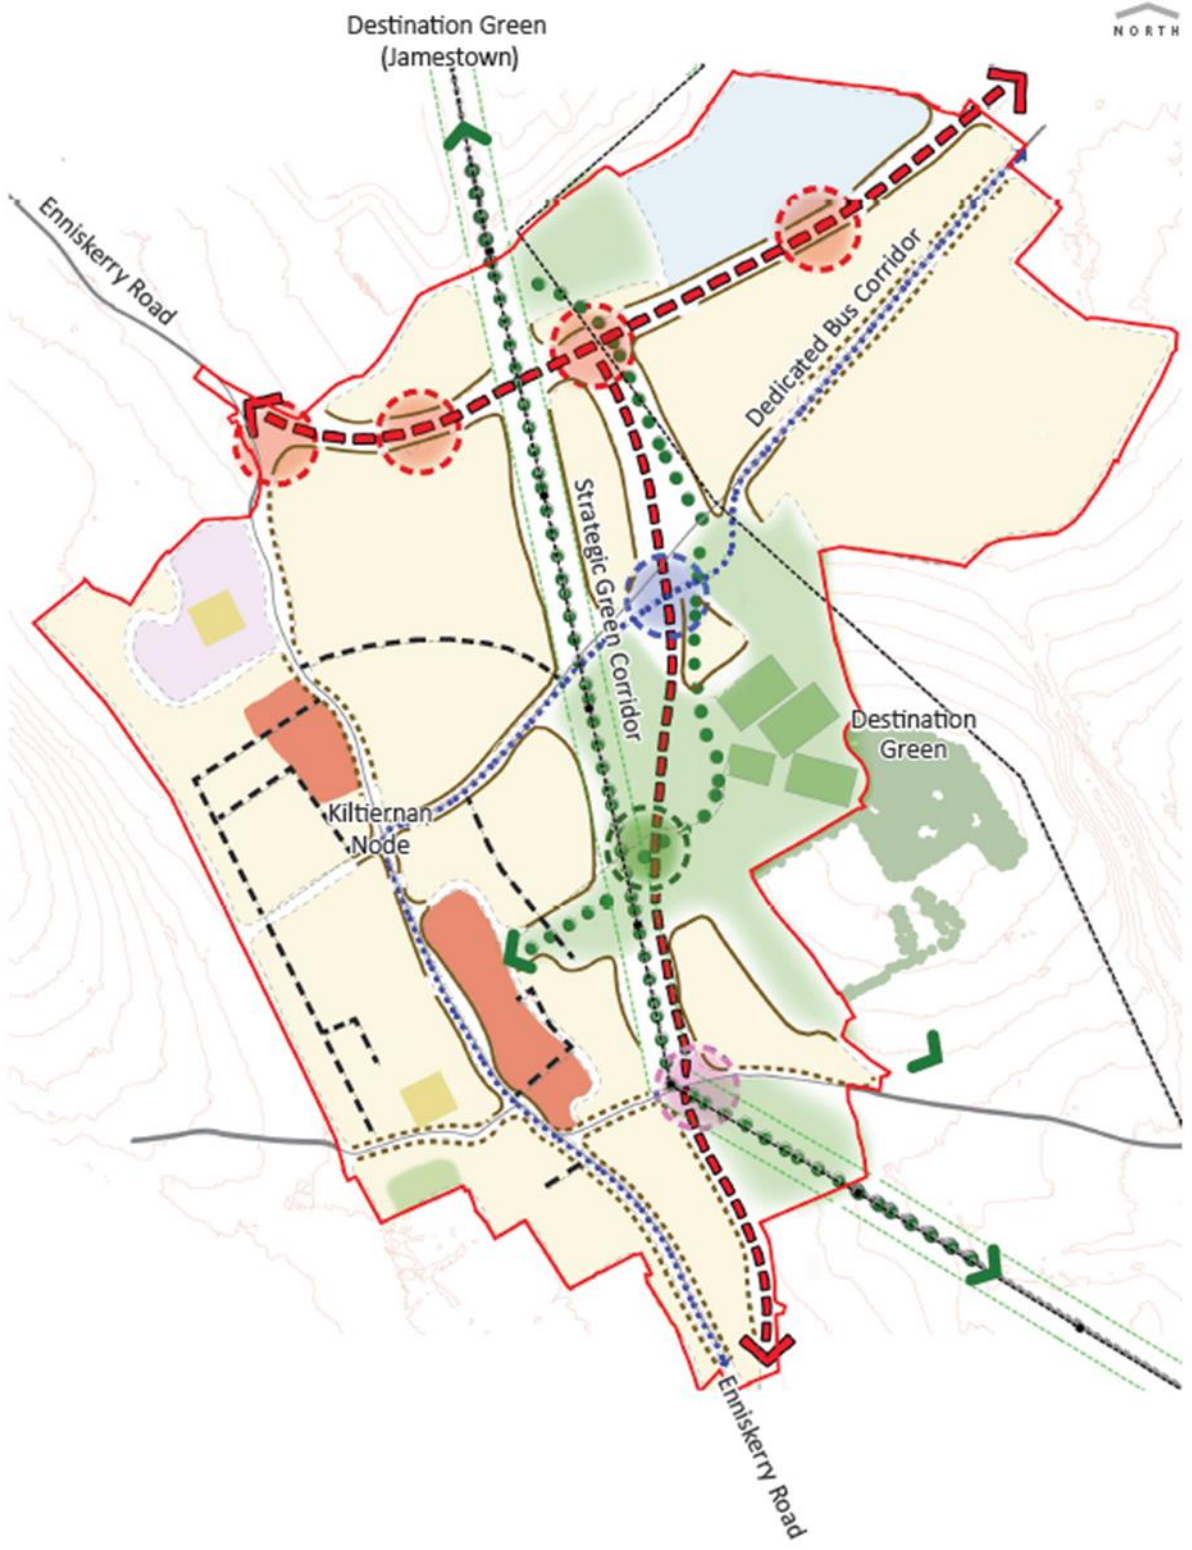 Destination Green
(Jamestown)
NORTH
Enniskerry Road
Dedicated Bus Corridor
Strategic Green Corridor
Destination
Green
Kiltiernan
Node
Enniskerry Road